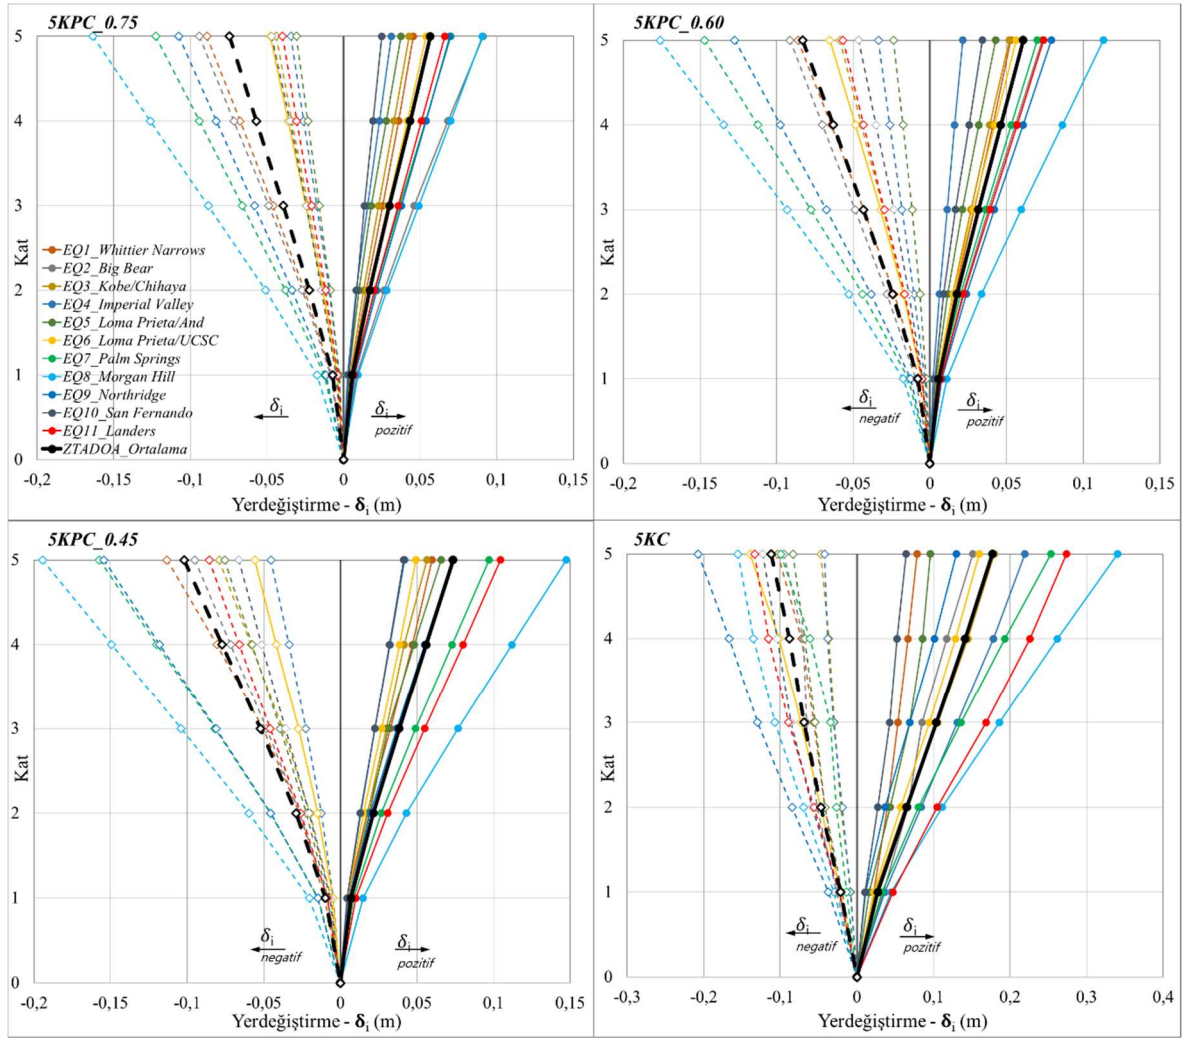 5KPC_0.75
5
4
3
2
1
0
Kat
EQ1_Whittier Narrows
EQ2_Big Bear
EQ3_Kobe/Chihaya
EQ4_Imperial Valley
EQ5_Loma Prieta/And
EQ6_Loma Prieta/UCSC
EQ7_Palm Springs
EQ8_Morgan Hill
EQ9_Northridge
EQ10_San Fernando
EQ11_Landers
ZTADOA_Ortalama
δi
δi
pozitif
-0,2 -0,15 -0,1 -0,05 0 0,05 0,1 0,15
Yerdeğiştirme - δi (m)
5KPC_0.60
5
4
3
2
1
0
Kat
δi
negatif
δi
pozitif
-0,2 -0,15 -0,1 -0,05 0 0,05 0,1 0,15
Yerdeğiştirme - δi (m)
5KPC_0.45
5
4
3
2
1
0
Kat
δi
negatif
δi
pozitif
-0,2 -0,15 -0,1 -0,05 0 0,05 0,1 0,15
Yerdeğiştirme - δi (m)
5KC
5
4
3
2
1
0
Kat
δi
negatif
δi
pozitif
-0,3 -0,2 -0,1 0 0,1 0,2 0,3 0,4
Yerdeğiştirme - δi (m)